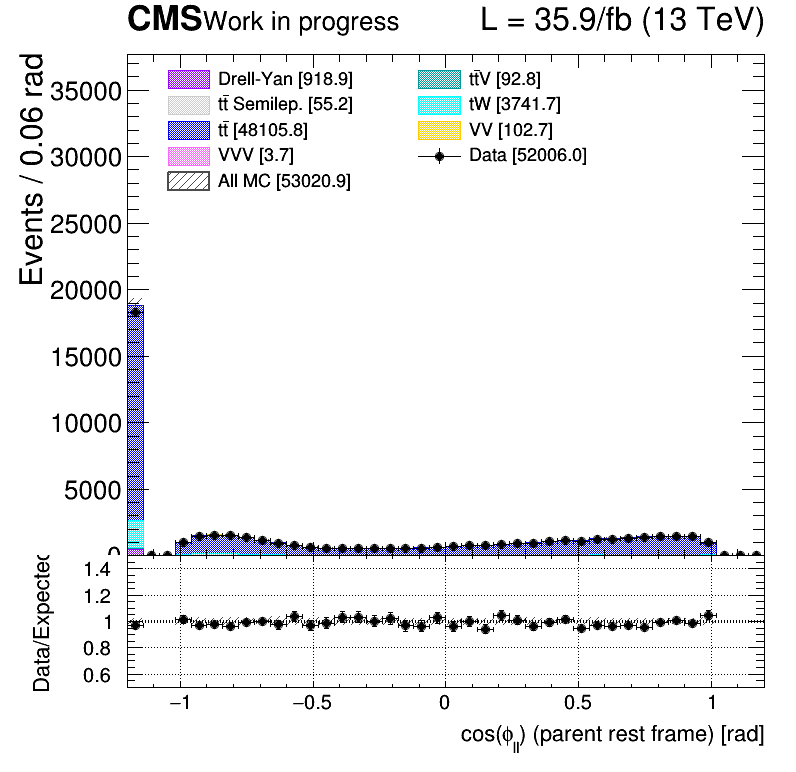 CMS Work in progress L = 35.9/fb (13 TeV)
Events / 0.06 rad
35000
30000
25000
20000
15000
10000
5000
0
Drell-Yan [918.9]
tt̄ Semilep. [55.2]
tt̄ [48105.8]
VVV [3.7]
All MC [53020.9]
tt̄V [92.8]
tW [3741.7]
VV [102.7]
Data [52006.0]
Data/Expected
1.4
1.2
1
0.8
0.6
−1 −0.5 0 0.5 1
cos(ϕ_ll) (parent rest frame) [rad]